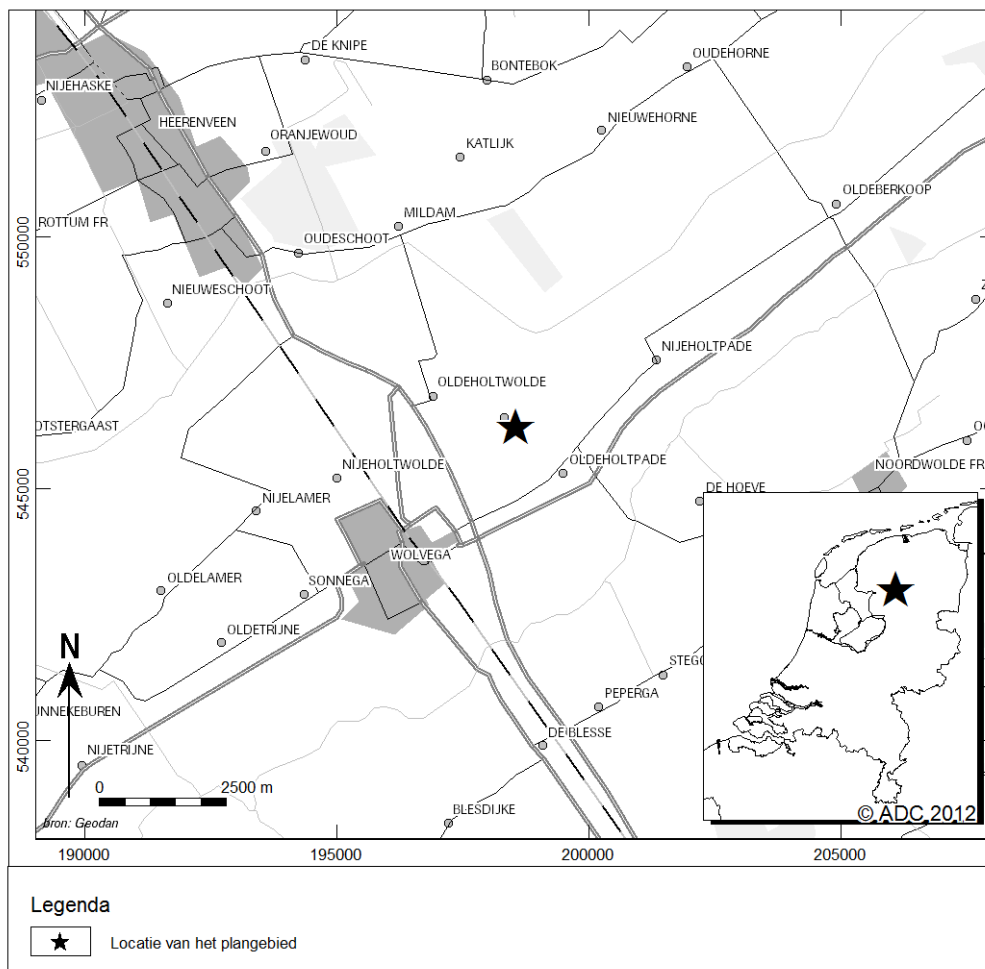 DE KNIPE
OUDEHORNE
BONTEBOK
NIJEHASKE
HEERENVEEN
NIEUWEHORNE
ORANJEWOUD
KATLIJK
OLDEBERKOOP
MILDAM
ROTTUM FR
550000
OUDESCHOOT
NIEUWESCHOOT
Z
NIJEHOLTPADE
OLDEHOLTWOLDE
OTSTERGAAST
OC
NIJEHOLTWOLDE
OLDEHOLTPADE
NOORDWOLDE FR
545000
DE HOEVE
NIJELAMER
WOLVEGA
OLDELAMER
SONNEGA
OLDETRIJNE
N
STEGG
PEPERGA
UNNEKEBUREN
540000
DE BLESSE
NIJETRIJNE
0 2500 m
BLESDIJKE
bron: Geodan
© ADC 2012
190000 195000 200000 205000
Legenda
Locatie van het plangebied